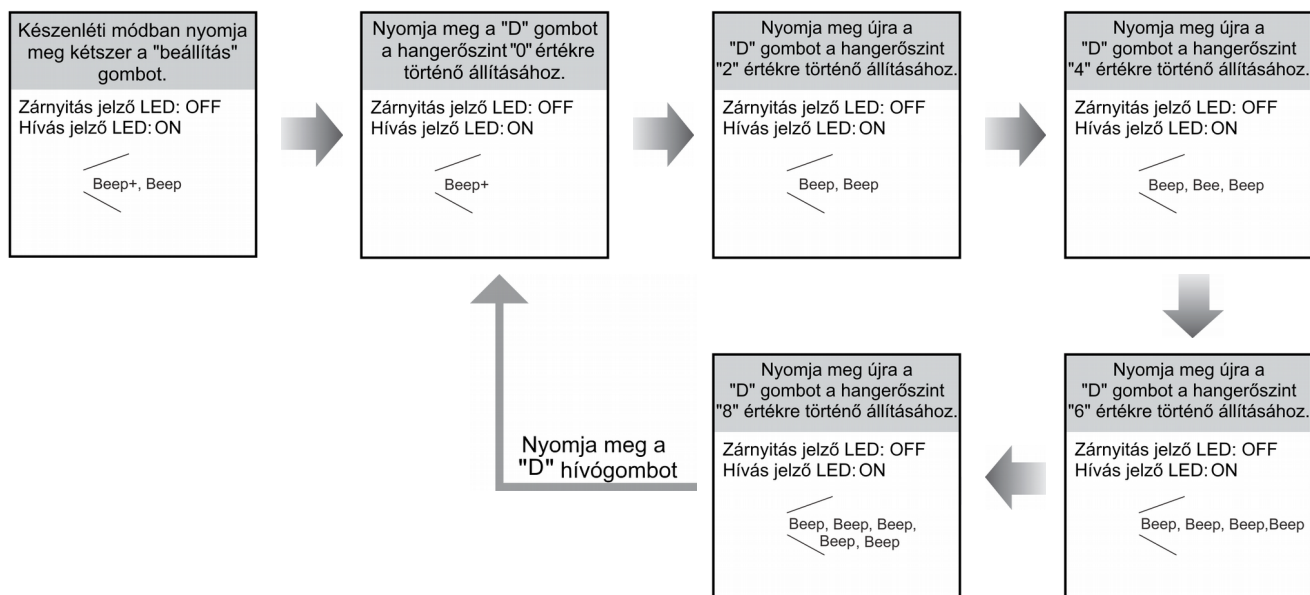 Készenléti módban nyomja
meg kétszer a "beállítás"
gombot.
Zárnyitás jelző LED: OFF
Hívás jelző LED: ON
Beep+, Beep
Nyomja meg a "D" gombot
a hangerőszint "0" értékre
történő állításához.
Zárnyitás jelző LED: OFF
Hívás jelző LED: ON
Beep+
Nyomja meg újra a
"D" gombot a hangerőszint
"2" értékre történő állításához.
Zárnyitás jelző LED: OFF
Hívás jelző LED: ON
Beep, Beep
Nyomja meg újra a
"D" gombot a hangerőszint
"4" értékre történő állításához.
Zárnyitás jelző LED: OFF
Hívás jelző LED: ON
Beep, Bee, Beep
Nyomja meg újra a
"D" gombot a hangerőszint
"6" értékre történő állításához.
Zárnyitás jelző LED: OFF
Hívás jelző LED: ON
Beep, Beep, Beep,Beep
Nyomja meg újra a
"D" gombot a hangerőszint
"8" értékre történő állításához.
Zárnyitás jelző LED: OFF
Hívás jelző LED: ON
Beep, Beep, Beep,
Beep, Beep
Nyomja meg a
"D" hívógombot